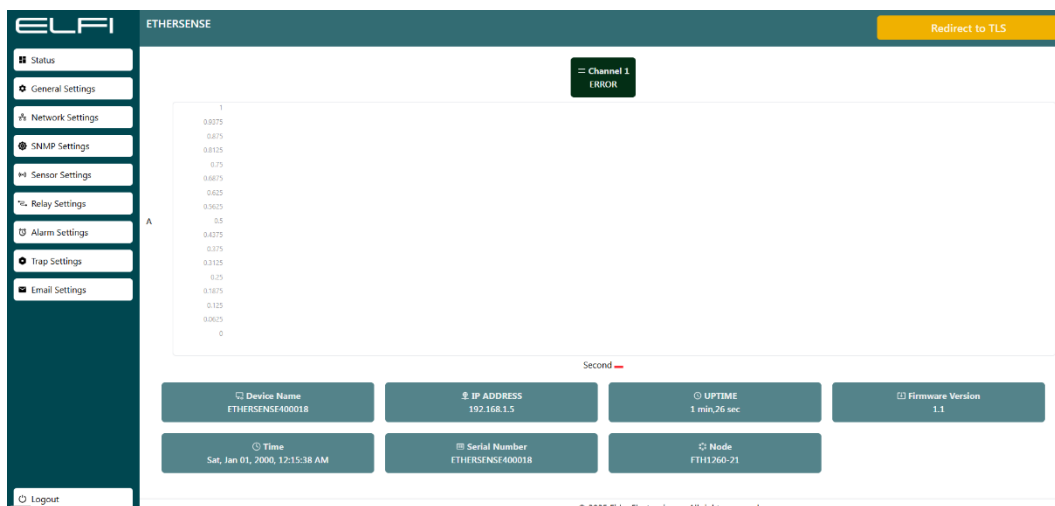 ELFI
ETHERSENSE
Redirect to TLS
Status
General Settings
Network Settings
SNMP Settings
Sensor Settings
Relay Settings
Alarm Settings
Trap Settings
Email Settings
Logout
Channel 1
ERROR
1
0.9375
0.875
0.8125
0.75
0.6875
0.625
0.5625
0.5
0.4375
0.375
0.3125
0.25
0.1875
0.125
0.0625
0
A
Second
Device Name
ETHERSENSE400018
IP ADDRESS
192.168.1.5
UPTIME
1 min,26 sec
Firmware Version
1.1
Time
Sat, Jan 01, 2000, 12:15:38 AM
Serial Number
ETHERSENSE400018
Node
FTH1260-21